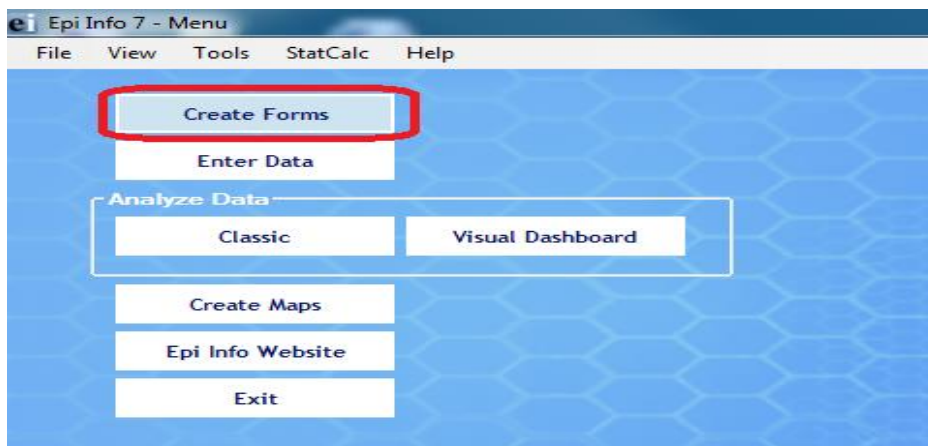 ei Epi Info 7 - Menu
File View Tools StatCalc Help
Create Forms
Enter Data
Analyze Data
Classic Visual Dashboard
Create Maps
Epi Info Website
Exit